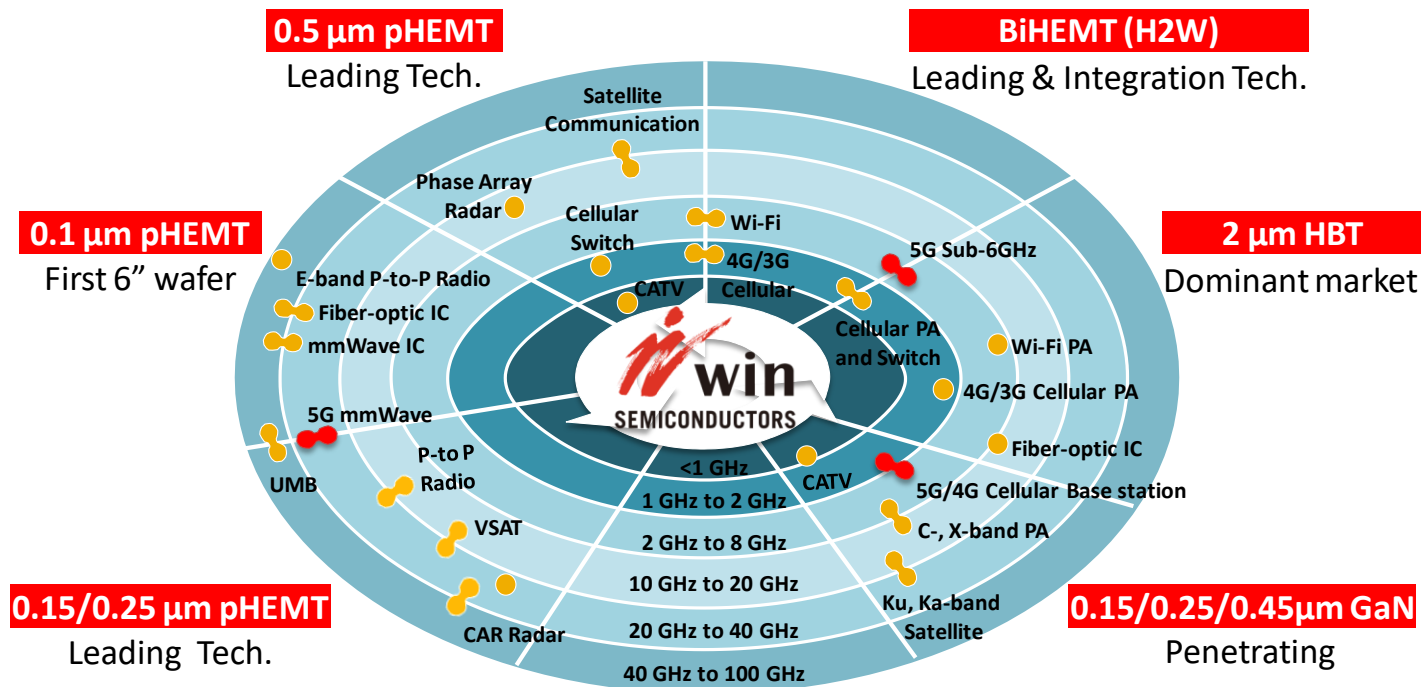 0.5 µm pHEMT
Leading Tech.
BiHEMT (H2W)
Leading & Integration Tech.
Satellite
Communication
Phase Array
Radar
Cellular
Switch
Wi-Fi
4G/3G
Cellular
CATV
5G Sub-6GHz
0.1 µm pHEMT
First 6” wafer
2 µm HBT
Dominant market
E-band P-to-P Radio
Fiber-optic IC
mmWave IC
Cellular PA
and Switch
Wi-Fi PA
4G/3G Cellular PA
win
SEMICONDUCTORS
5G mmWave
UMB
P-to P
Radio
VSAT
CAR Radar
Fiber-optic IC
CATV
5G/4G Cellular Base station
C-, X-band PA
Ku, Ka-band
Satellite
<1 GHz
1 GHz to 2 GHz
2 GHz to 8 GHz
10 GHz to 20 GHz
20 GHz to 40 GHz
40 GHz to 100 GHz
0.15/0.25 µm pHEMT
Leading Tech.
0.15/0.25/0.45µm GaN
Penetrating